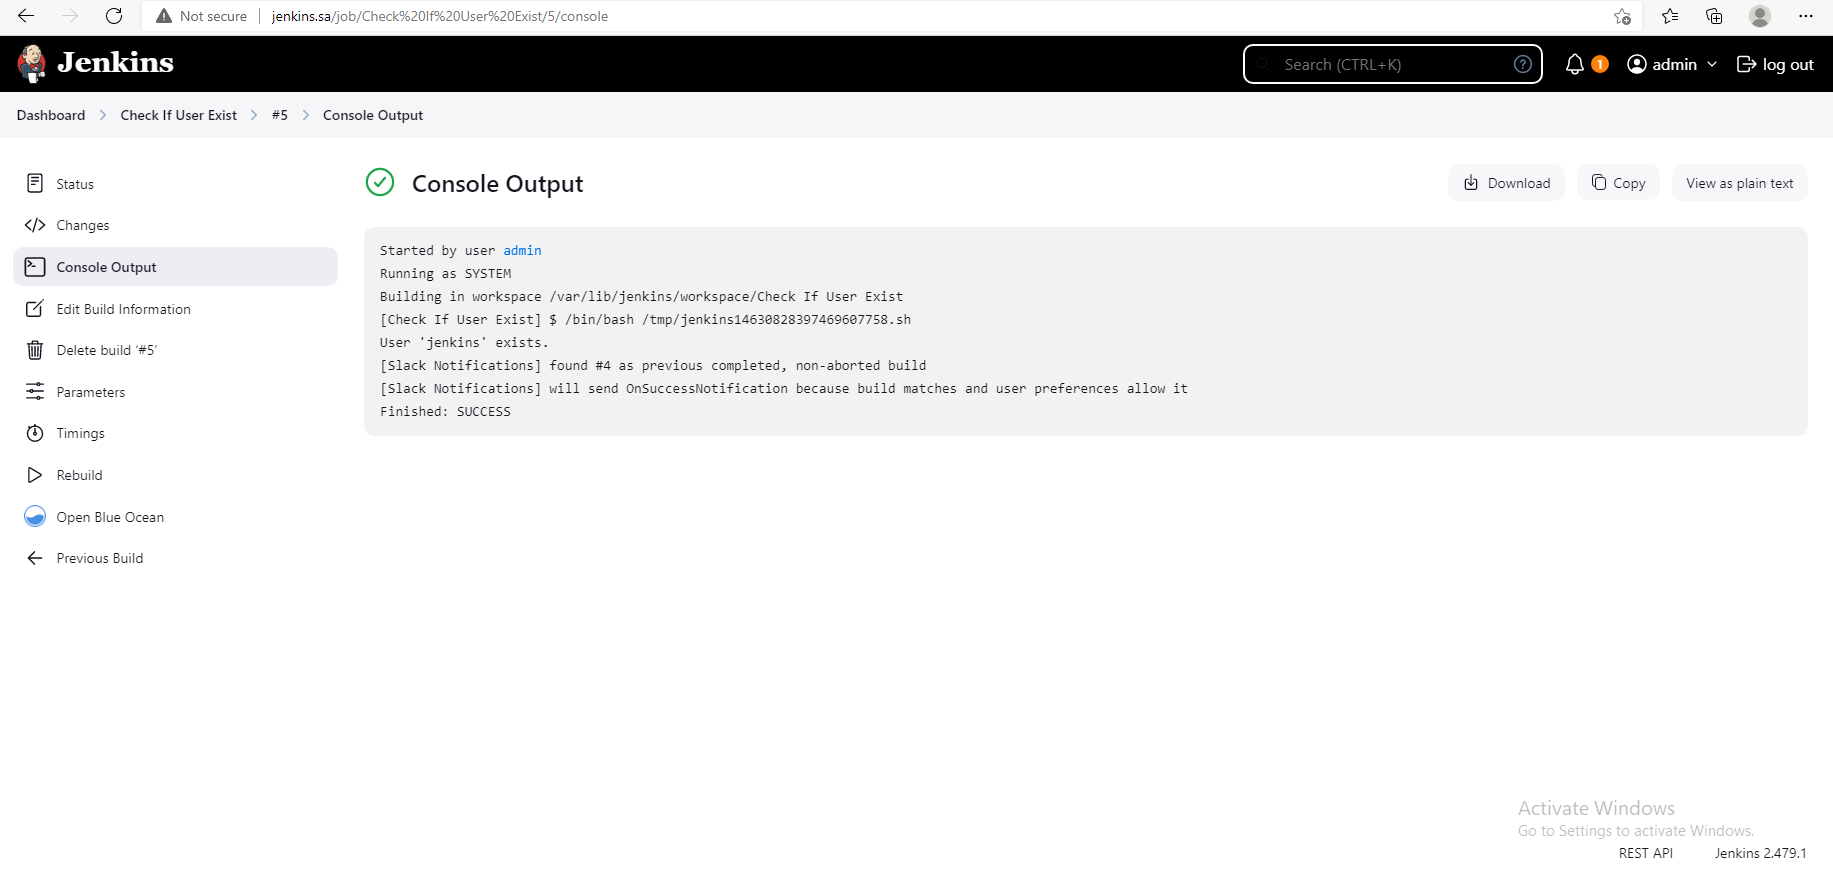 Not secure | jenkins.sa/job/Check%20If%20User%20Exist/5/console
Jenkins
Search (CTRL+K)
?
1
admin
log out
Dashboard > Check If User Exist > #5 > Console Output
Status
Changes
Console Output
Edit Build Information
Delete build ‘#5’
Parameters
Timings
Rebuild
Open Blue Ocean
Previous Build
Console Output
Download
Copy
View as plain text
Started by user admin
Running as SYSTEM
Building in workspace /var/lib/jenkins/workspace/Check If User Exist
[Check If User Exist] $ /bin/bash /tmp/jenkins14630828397469607758.sh
User 'jenkins' exists.
[Slack Notifications] found #4 as previous completed, non-aborted build
[Slack Notifications] will send OnSuccessNotification because build matches and user preferences allow it
Finished: SUCCESS
Activate Windows
Go to Settings to activate Windows.
REST API
Jenkins 2.479.1